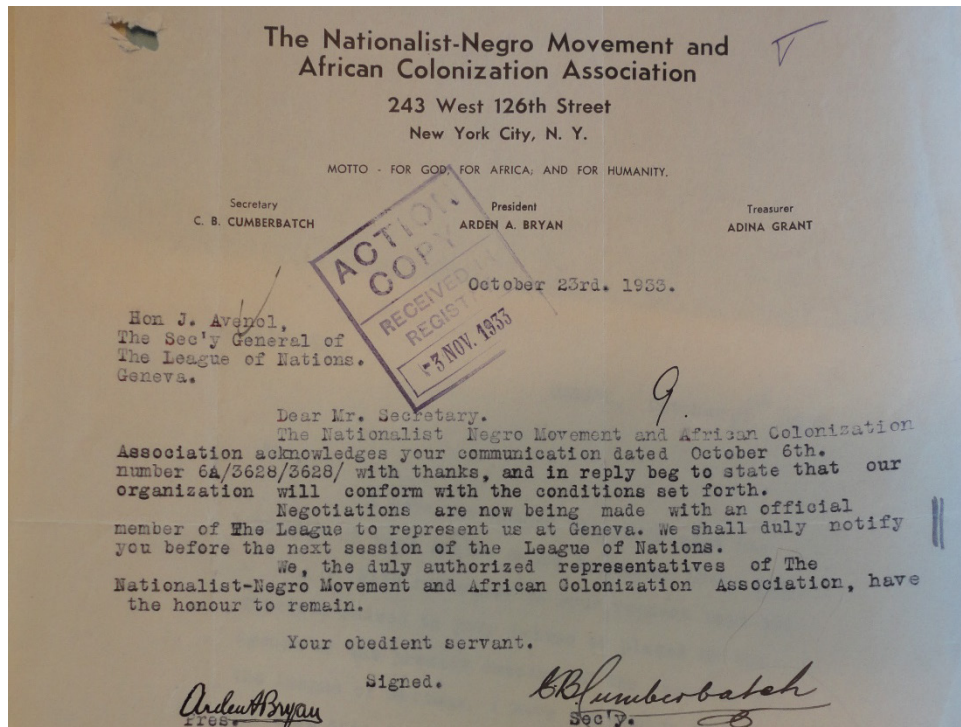 The Nationalist-Negro Movement and
African Colonization Association
243 West 126th Street
New York City, N. Y.
MOTTO - FOR GOD, FOR AFRICA; AND FOR HUMANITY.
Secretary
C. B. CUMBERBATCH
President
ARDEN A. BRYAN
Treasurer
ADINA GRANT
ACTION
COPY
RECEIVED IN
REGISTRY
-3 NOV. 1933
October 23rd. 1933.
Hon J. Avenol,
The Sec'y General of
The League of Nations.
Geneva.
9.
Dear Mr. Secretary.
The Nationalist Negro Movement and African Colonization
Association acknowledges your communication dated October 6th.
number 6A/3628/3628/ with thanks, and in reply beg to state that our
organization will conform with the conditions set forth.
Negotiations are now being made with an official
member of The League to represent us at Geneva. We shall duly notify
you before the next session of the League of Nations.
We, the duly authorized representatives of The
Nationalist-Negro Movement and African Colonization Association, have
the honour to remain.
Your obedient servant.
Signed.
Arden A Bryan
Pres.
C B Cumberbatch
Sec'y.